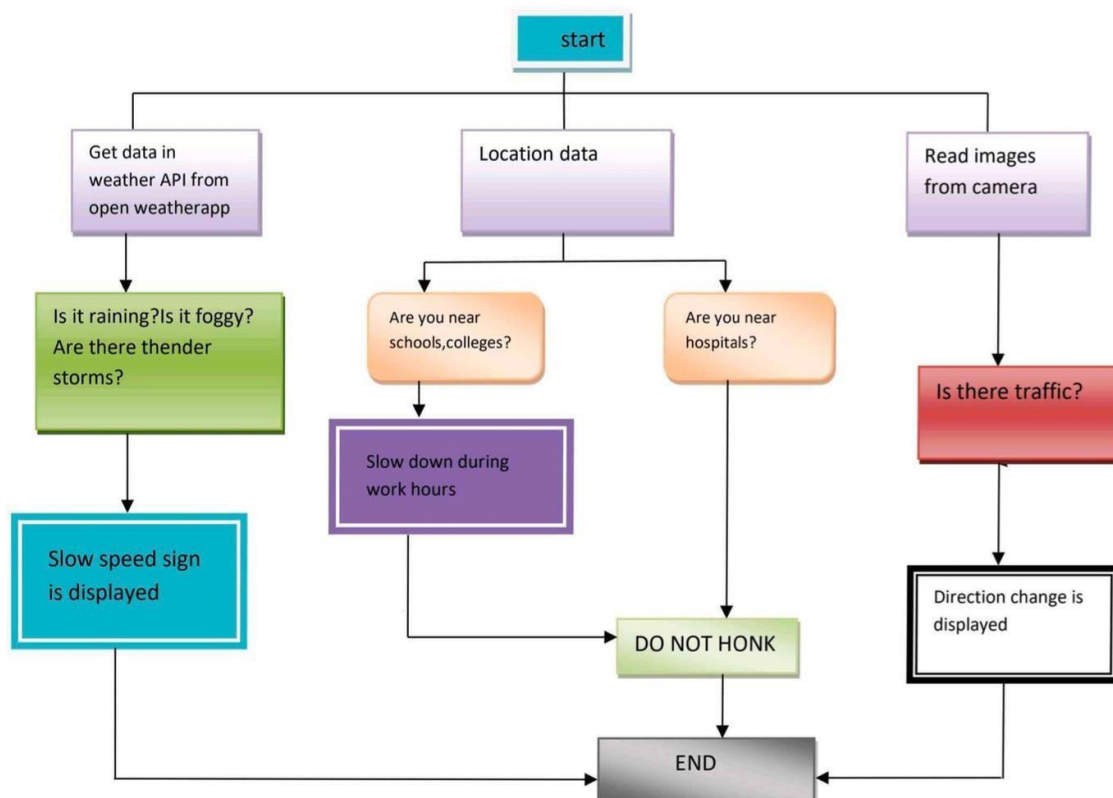 start
Get data in
weather API from
open weatherapp
Location data
Read images
from camera
Is it raining?Is it foggy?
Are there thender
storms?
Are you near
schools,colleges?
Are you near
hospitals?
Is there traffic?
Slow down during
work hours
Slow speed sign
is displayed
Direction change is
displayed
DO NOT HONK
END